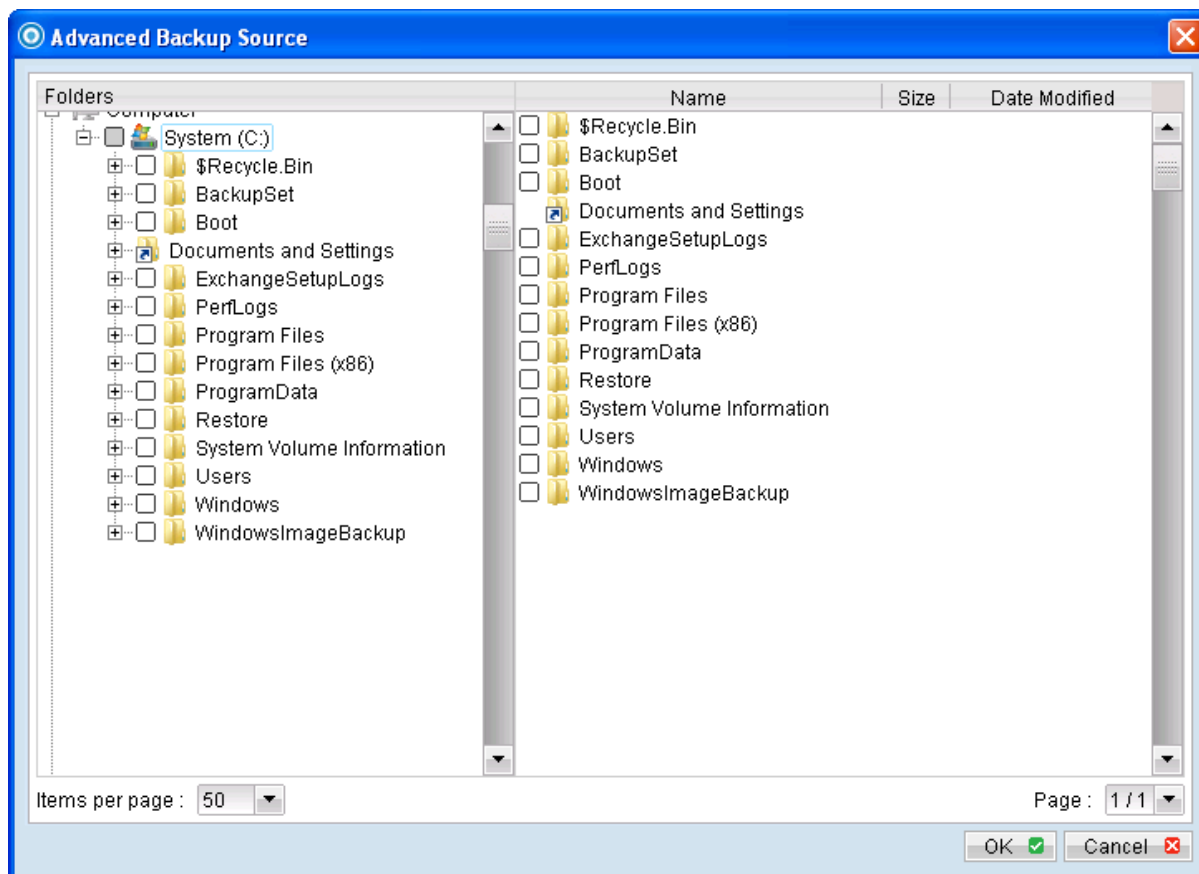 Advanced Backup Source
Folders
Name Size Date Modified
Computer
System (C:)
$Recycle.Bin
BackupSet
Boot
Documents and Settings
ExchangeSetupLogs
PerfLogs
Program Files
Program Files (x86)
ProgramData
Restore
System Volume Information
Users
Windows
WindowsImageBackup
$Recycle.Bin
BackupSet
Boot
Documents and Settings
ExchangeSetupLogs
PerfLogs
Program Files
Program Files (x86)
ProgramData
Restore
System Volume Information
Users
Windows
WindowsImageBackup
Items per page : 50
Page : 1 / 1
OK Cancel